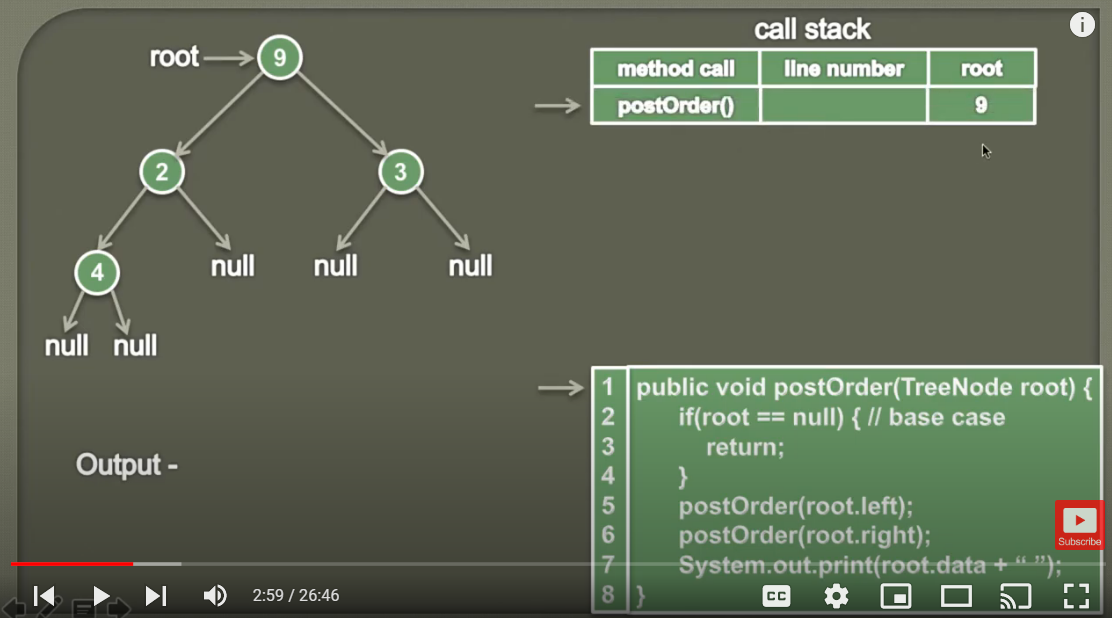 call stack
root
9
method call line number root
postOrder() 9
2
3
4
null
null
null
null
null
Output -
1 public void postOrder(TreeNode root) {
2 if(root == null) { // base case
3 return;
4 }
5 postOrder(root.left);
6 postOrder(root.right);
7 System.out.print(root.data + “ ”);
8 }
Subscribe
2:59 / 26:46
CC
i